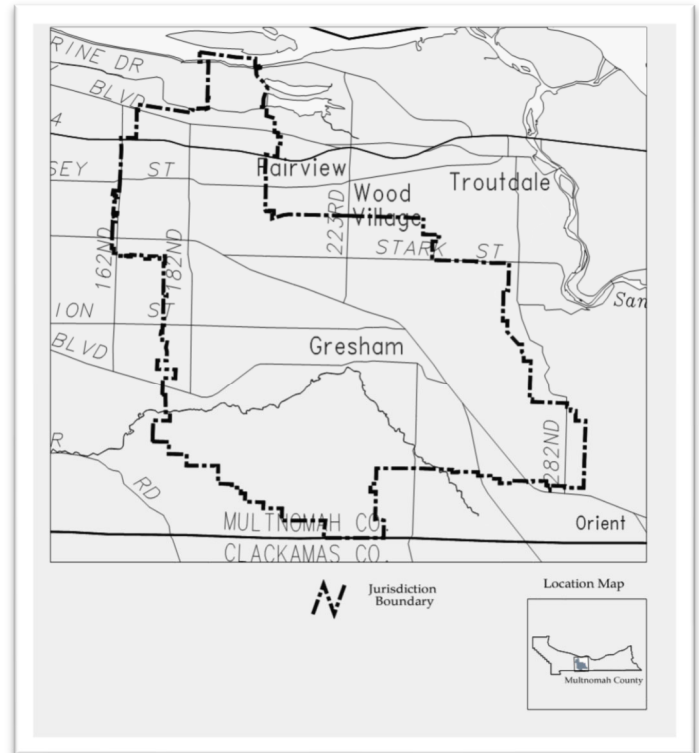 RINE DR
BLVD
4
SEY ST
Fairview
Wood
Village
Troutdale
223RD
STARK ST
162ND
182ND
San
ION ST
BLVD
Gresham
282ND
R
RD
MULTNOMAH CO.
Orient
CLACKAMAS CO.
Jurisdiction
Boundary
Location Map
Multnomah County